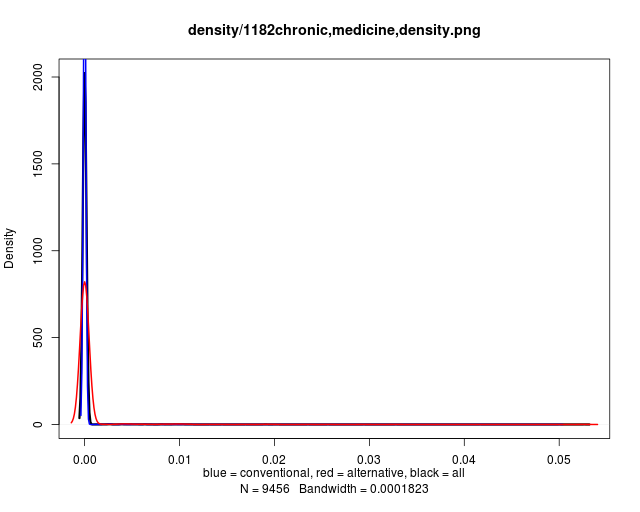 density/1182chronic,medicine,density.png
Density
2000
1500
1000
500
0
0.00 0.01 0.02 0.03 0.04 0.05
blue = conventional, red = alternative, black = all
N = 9456 Bandwidth = 0.0001823